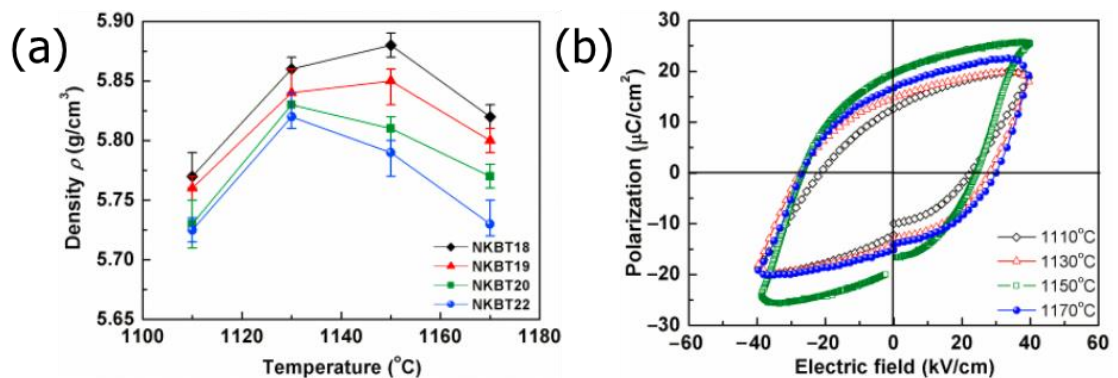 (a)
5.90
5.85
5.80
5.75
5.70
5.65
Density ρ (g/cm³)
1100 1120 1140 1160 1180
Temperature (°C)
NKBT18
NKBT19
NKBT20
NKBT22
(b)
30
20
10
0
−10
−20
−30
Polarization (μC/cm²)
−60 −40 −20 0 20 40 60
Electric field (kV/cm)
1110°C
1130°C
1150°C
1170°C